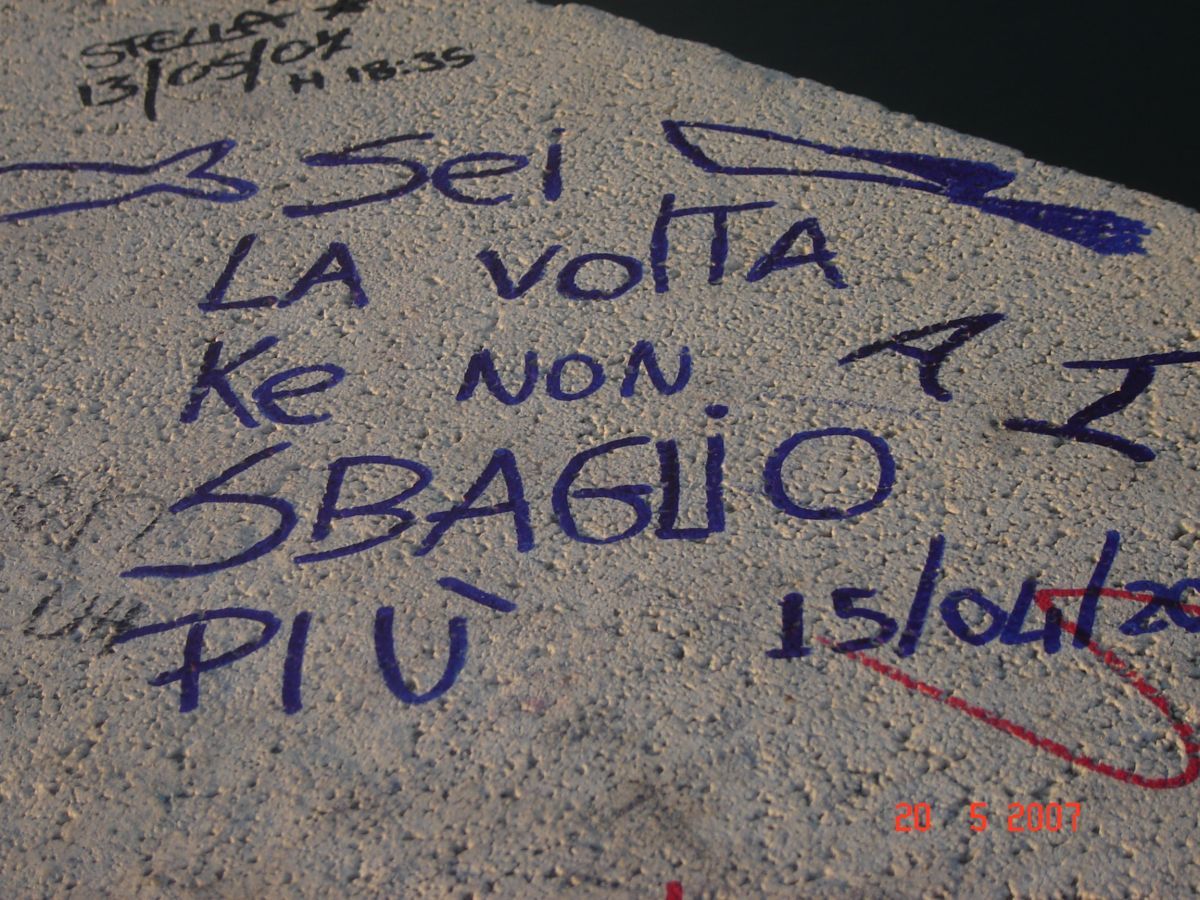 STELLA
13/05/07
H 18:35
Sei
LA VOlTA
Ke NON
SBAGLiO
PIÙ
A I
15/04/20
20 5 2007